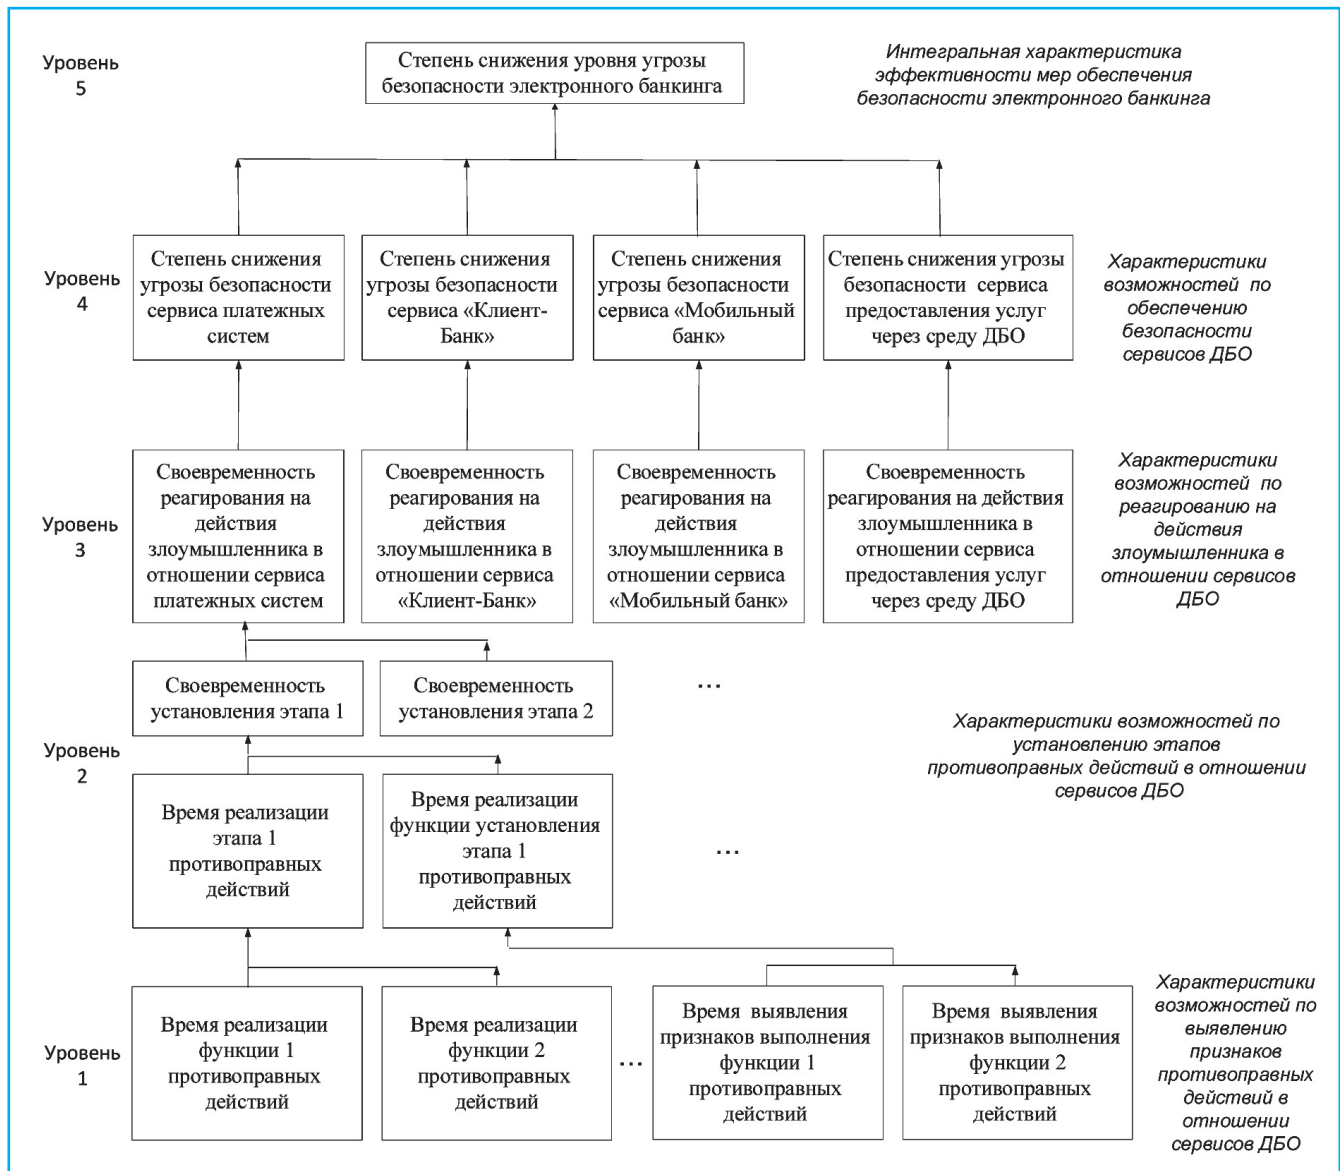 Уровень
5
Степень снижения уровня угрозы
безопасности электронного банкинга
Интегральная характеристика
эффективности мер обеспечения
безопасности электронного банкинга
Уровень
4
Степень снижения
угрозы безопасности
сервиса платежных
систем
Степень снижения
угрозы безопасности
сервиса «Клиент-
Банк»
Степень снижения
угрозы безопасности
сервиса «Мобильный
банк»
Степень снижения угрозы
безопасности сервиса
предоставления услуг
через среду ДБО
Характеристики
возможностей по
обеспечению
безопасности
сервисов ДБО
Уровень
3
Своевременность
реагирования на
действия
злоумышленника в
отношении сервиса
платежных систем
Своевременность
реагирования на
действия
злоумышленника в
отношении сервиса
«Клиент-Банк»
Своевременность
реагирования на
действия
злоумышленника в
отношении сервиса
«Мобильный банк»
Своевременность
реагирования на действия
злоумышленника в
отношении сервиса
предоставления услуг
через среду ДБО
Характеристики
возможностей по
реагированию на
действия
злоумышленника в
отношении сервисов
ДБО
Уровень
2
Своевременность
установления этапа 1
Своевременность
установления этапа 2
...
Время реализации
этапа 1
противоправных
действий
Время реализации
функции установления
этапа 1
противоправных
действий
...
Характеристики возможностей по
установлению этапов
противоправных действий в отношении
сервисов ДБО
Уровень
1
Время реализации
функции 1
противоправных
действий
Время реализации
функции 2
противоправных
действий
...
Время выявления
признаков выполнения
функции 1
противоправных
действий
Время выявления
признаков выполнения
функции 2
противоправных
действий
Характеристики
возможностей по
выявлению
признаков
противоправных
действий в
отношении
сервисов ДБО